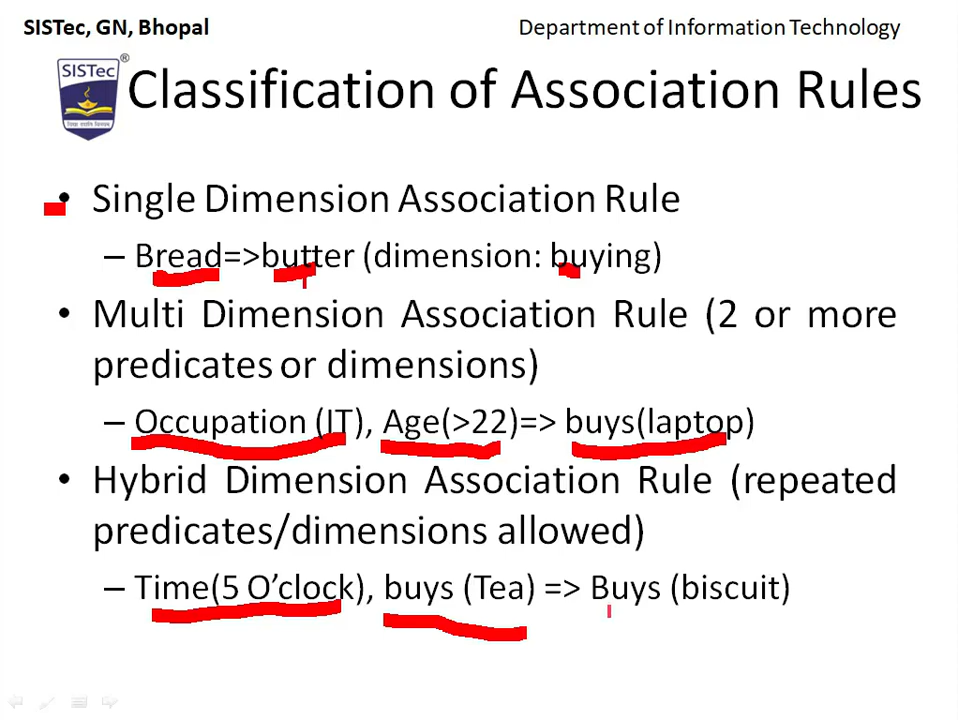 SISTec, GN, Bhopal
Department of Information Technology
SISTec®
Classification of Association Rules
• Single Dimension Association Rule
– Bread=>butter (dimension: buying)
• Multi Dimension Association Rule (2 or more
predicates or dimensions)
– Occupation (IT), Age(>22)=> buys(laptop)
• Hybrid Dimension Association Rule (repeated
predicates/dimensions allowed)
– Time(5 O’clock), buys (Tea) => Buys (biscuit)